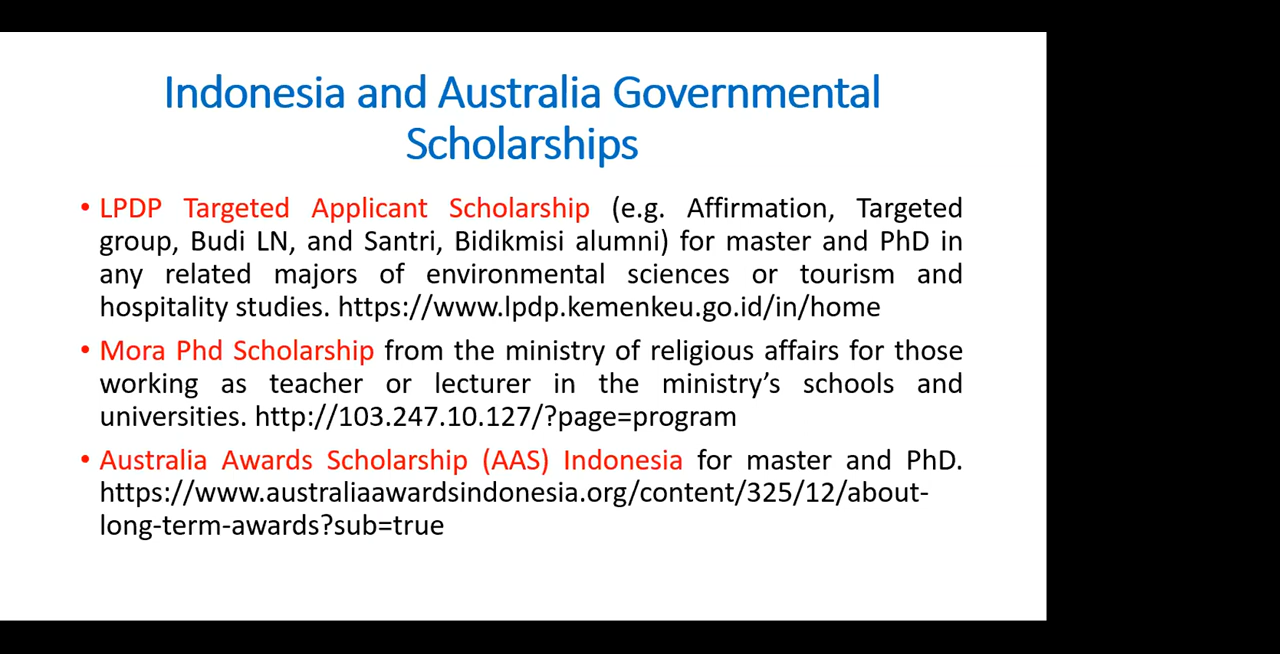 Indonesia and Australia Governmental
Scholarships
• LPDP Targeted Applicant Scholarship (e.g. Affirmation, Targeted
group, Budi LN, and Santri, Bidikmisi alumni) for master and PhD in
any related majors of environmental sciences or tourism and
hospitality studies. https://www.lpdp.kemenkeu.go.id/in/home
• Mora Phd Scholarship from the ministry of religious affairs for those
working as teacher or lecturer in the ministry’s schools and
universities. http://103.247.10.127/?page=program
• Australia Awards Scholarship (AAS) Indonesia for master and PhD.
https://www.australiaawardsindonesia.org/content/325/12/about-
long-term-awards?sub=true